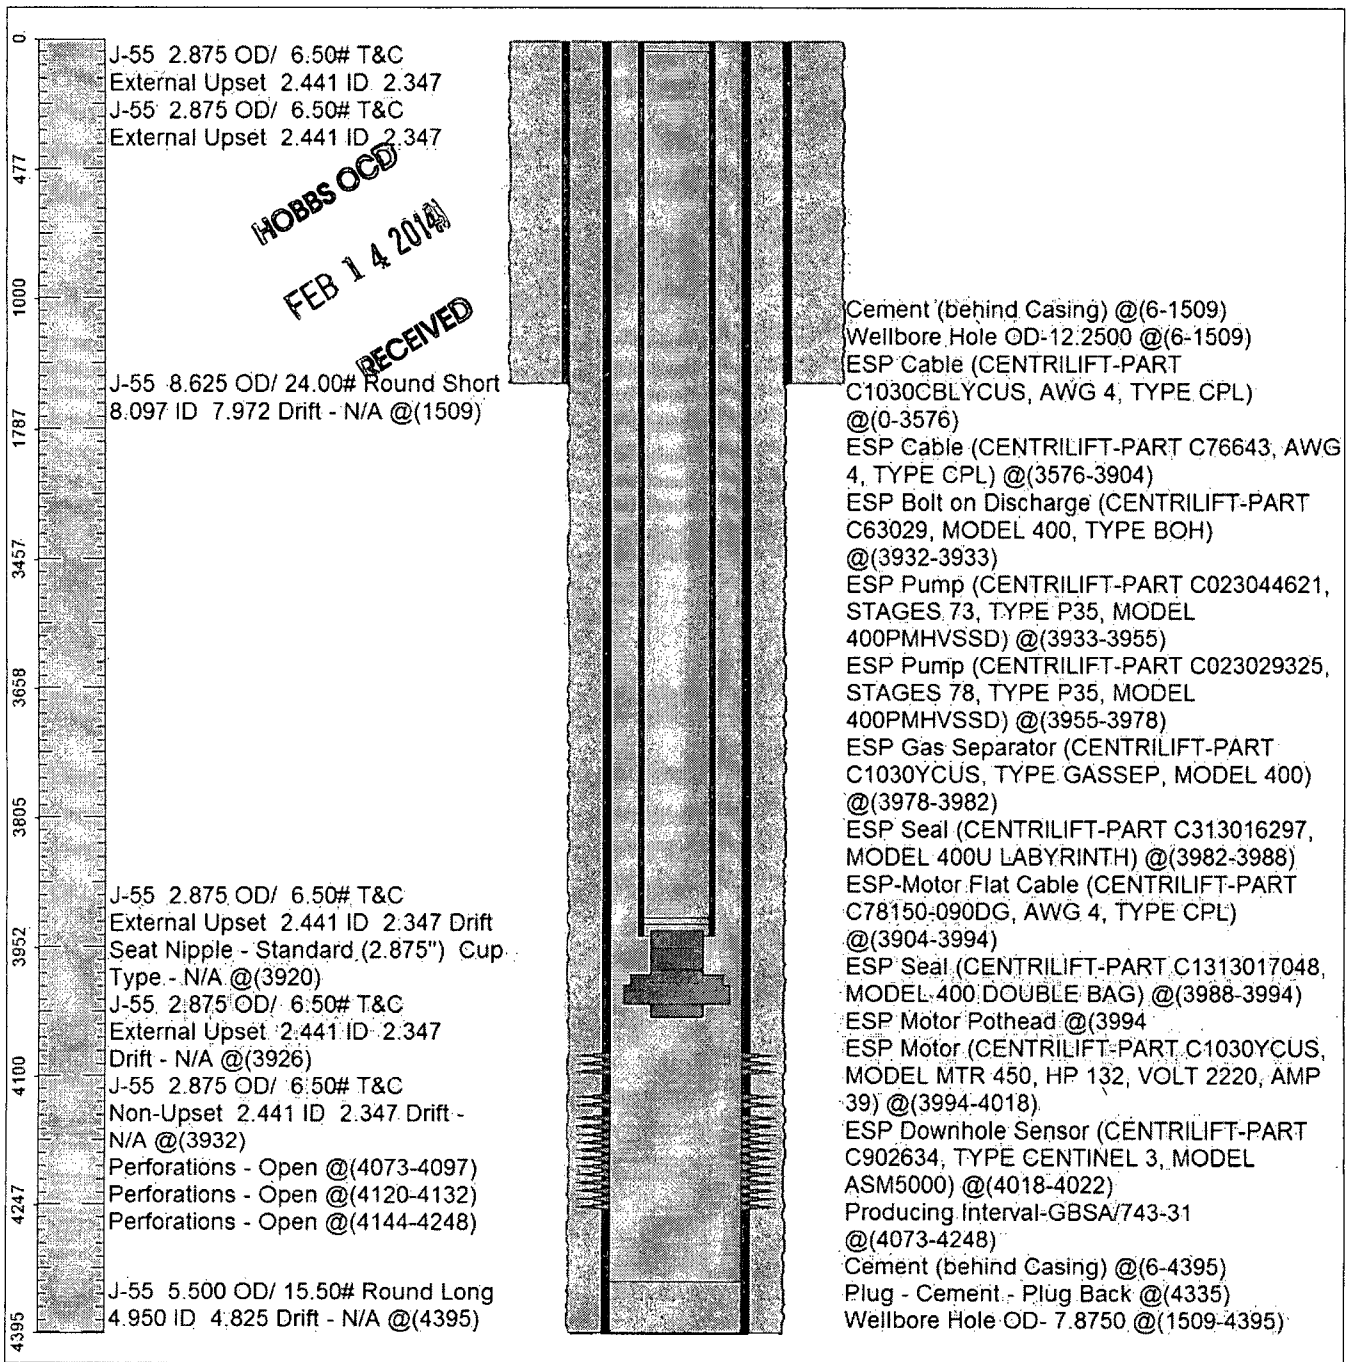 0
477
1000
1787
3457
3658
3805
3952
4100
4247
4395
J-55 2.875 OD/ 6.50# T&C
External Upset 2.441 ID 2.347
J-55 2.875 OD/ 6.50# T&C
External Upset 2.441 ID 2.347
HOBBS OCD
FEB 14 2014
RECEIVED
J-55 8.625 OD/ 24.00# Round Short
8.097 ID 7.972 Drift - N/A @(1509)
J-55 2.875 OD/ 6.50# T&C
External Upset 2.441 ID 2.347 Drift
Seat Nipple - Standard (2.875") Cup
Type - N/A @(3920)
J-55 2.875 OD/ 6.50# T&C
External Upset 2.441 ID 2.347
Drift - N/A @(3926)
J-55 2.875 OD/ 6.50# T&C
Non-Upset 2.441 ID 2.347 Drift -
N/A @(3932)
Perforations - Open @(4073-4097)
Perforations - Open @(4120-4132)
Perforations - Open @(4144-4248)
J-55 5.500 OD/ 15.50# Round Long
4.950 ID 4.825 Drift - N/A @(4395)
Cement (behind Casing) @(6-1509)
Wellbore Hole OD-12.2500 @(6-1509)
ESP Cable (CENTRILIFT-PART
C1030CBLYCUS, AWG 4, TYPE CPL)
@(0-3576)
ESP Cable (CENTRILIFT-PART C76643, AWG
4, TYPE CPL) @(3576-3904)
ESP Bolt on Discharge (CENTRILIFT-PART
C63029, MODEL 400, TYPE BOH)
@(3932-3933)
ESP Pump (CENTRILIFT-PART C023044621,
STAGES 73, TYPE P35, MODEL
400PMHVSSD) @(3933-3955)
ESP Pump (CENTRILIFT-PART C023029325,
STAGES 78, TYPE P35, MODEL
400PMHVSSD) @(3955-3978)
ESP Gas Separator (CENTRILIFT-PART
C1030YCUS, TYPE GASSEP, MODEL 400)
@(3978-3982)
ESP Seal (CENTRILIFT-PART C313016297,
MODEL 400U LABYRINTH) @(3982-3988)
ESP-Motor Flat Cable (CENTRILIFT-PART
C78150-090DG, AWG 4, TYPE CPL)
@(3904-3994)
ESP Seal (CENTRILIFT-PART C1313017048,
MODEL 400 DOUBLE BAG) @(3988-3994)
ESP Motor Pothead @(3994
ESP Motor (CENTRILIFT-PART C1030YCUS,
MODEL MTR 450, HP 132, VOLT 2220, AMP
39) @(3994-4018)
ESP Downhole Sensor (CENTRILIFT-PART
C902634, TYPE CENTINEL 3, MODEL
ASM5000) @(4018-4022)
Producing Interval-GBSA/743-31
@(4073-4248)
Cement (behind Casing) @(6-4395)
Plug - Cement - Plug Back @(4335)
Wellbore Hole OD- 7.8750 @(1509-4395)